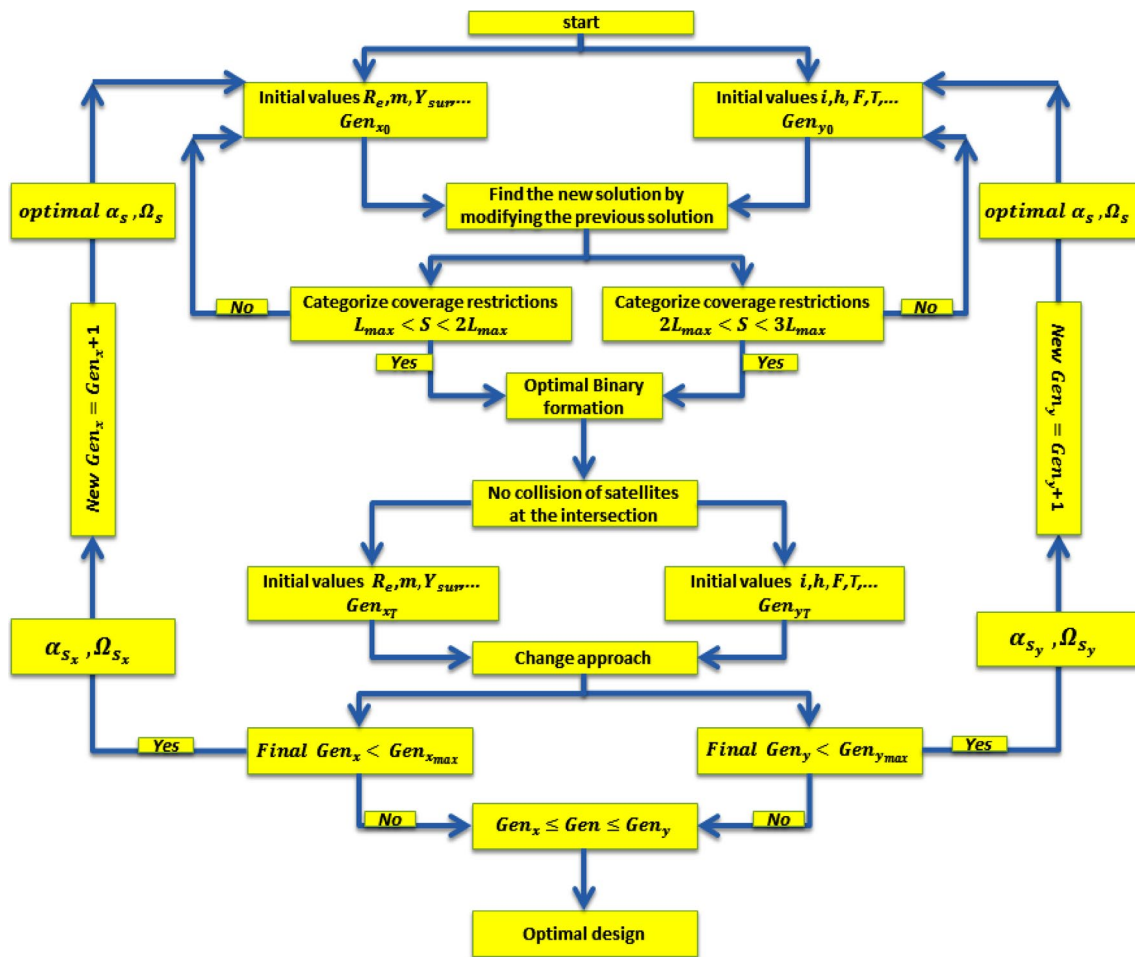 start
Initial values R_e,m,Y_sun,...
Gen_x₀
Initial values i,h,F,T,...
Gen_y₀
optimal α_s,Ω_s
Find the new solution by
modifying the previous solution
optimal α_s,Ω_s
No
Categorize coverage restrictions
L_max < S < 2L_max
Categorize coverage restrictions
2L_max < S < 3L_max
No
Yes
Yes
New Gen_x = Gen_x+1
Optimal Binary
formation
New Gen_y = Gen_y+1
No collision of satellites
at the intersection
Initial values R_e,m,Y_sun,...
Gen_x_T
Initial values i,h,F,T,...
Gen_y_T
α_s_x,Ω_s_x
Change approach
α_s_y,Ω_s_y
Yes
Final Gen_x < Gen_x_max
Final Gen_y < Gen_y_max
Yes
No
Gen_x ≤ Gen ≤ Gen_y
No
Optimal design